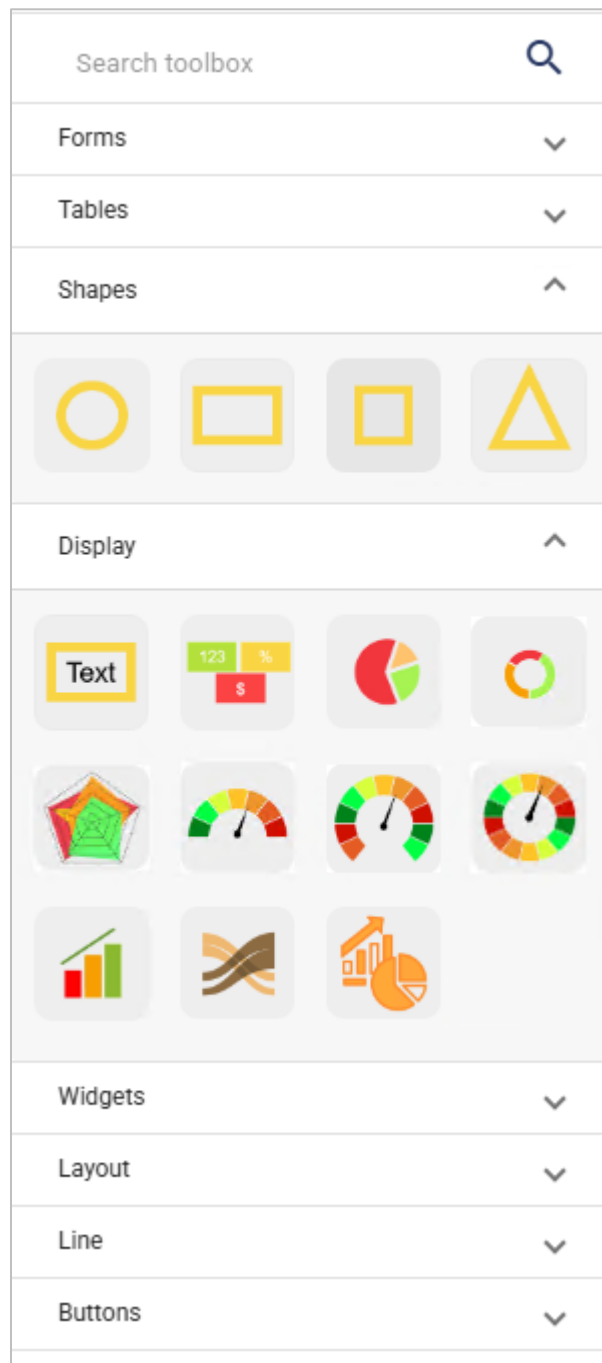 Search toolbox
Forms
Tables
Shapes
Display
Text
123 %
$
Widgets
Layout
Line
Buttons